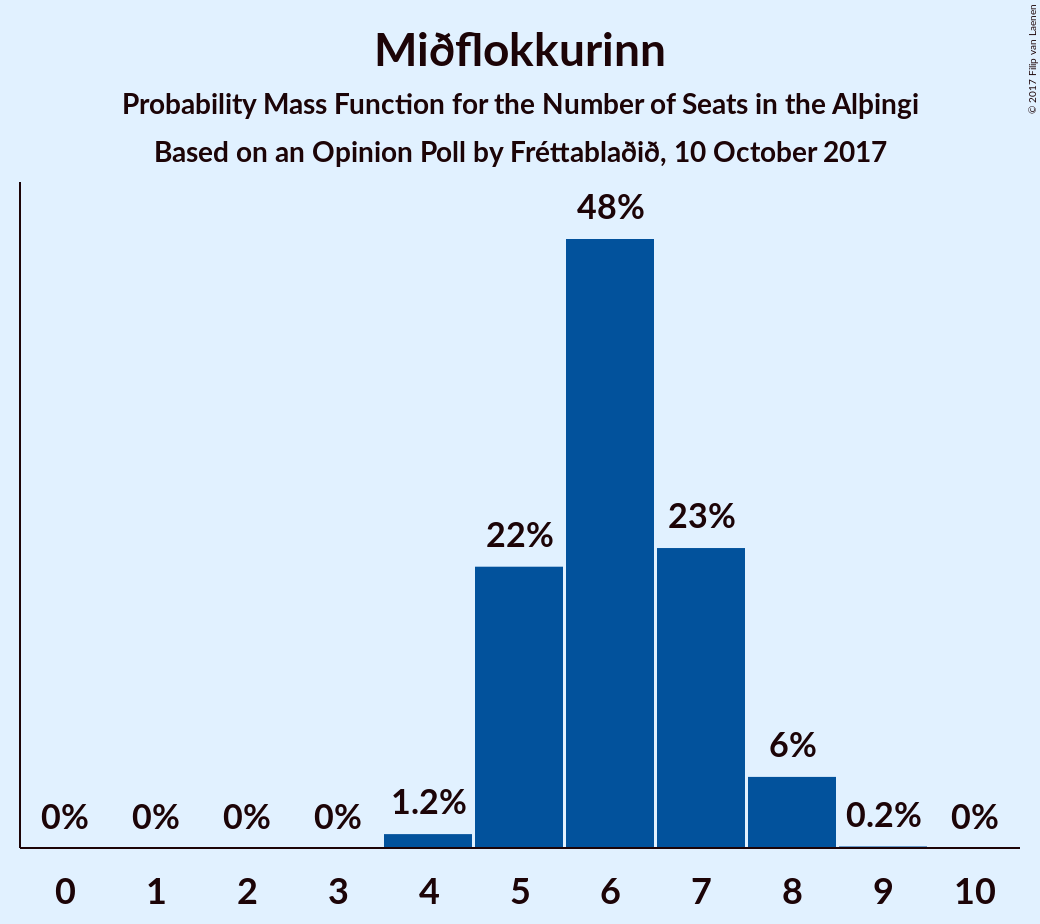 Miðflokkurinn
Probability Mass Function for the Number of Seats in the Alþingi
Based on an Opinion Poll by Fréttablaðið, 10 October 2017
© 2017 Filip van Laenen
48%
23%
22%
6%
1.2%
0.2%
0% 0% 0% 0% 0%
0 1 2 3 4 5 6 7 8 9 10